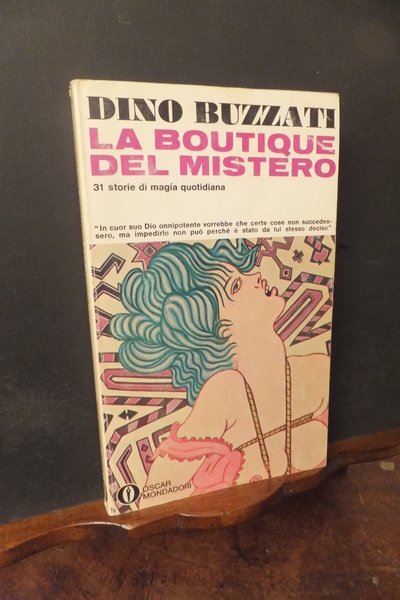 DINO BUZZATI
LA BOUTIQUE
DEL MISTERO
31 storie di magia quotidiana
"In cuor suo Dio onnipotente vorrebbe che certe cose non succedes-
sero, ma impedirlo non può perché è stato da lui stesso deciso"
OSCAR
MONDADORI